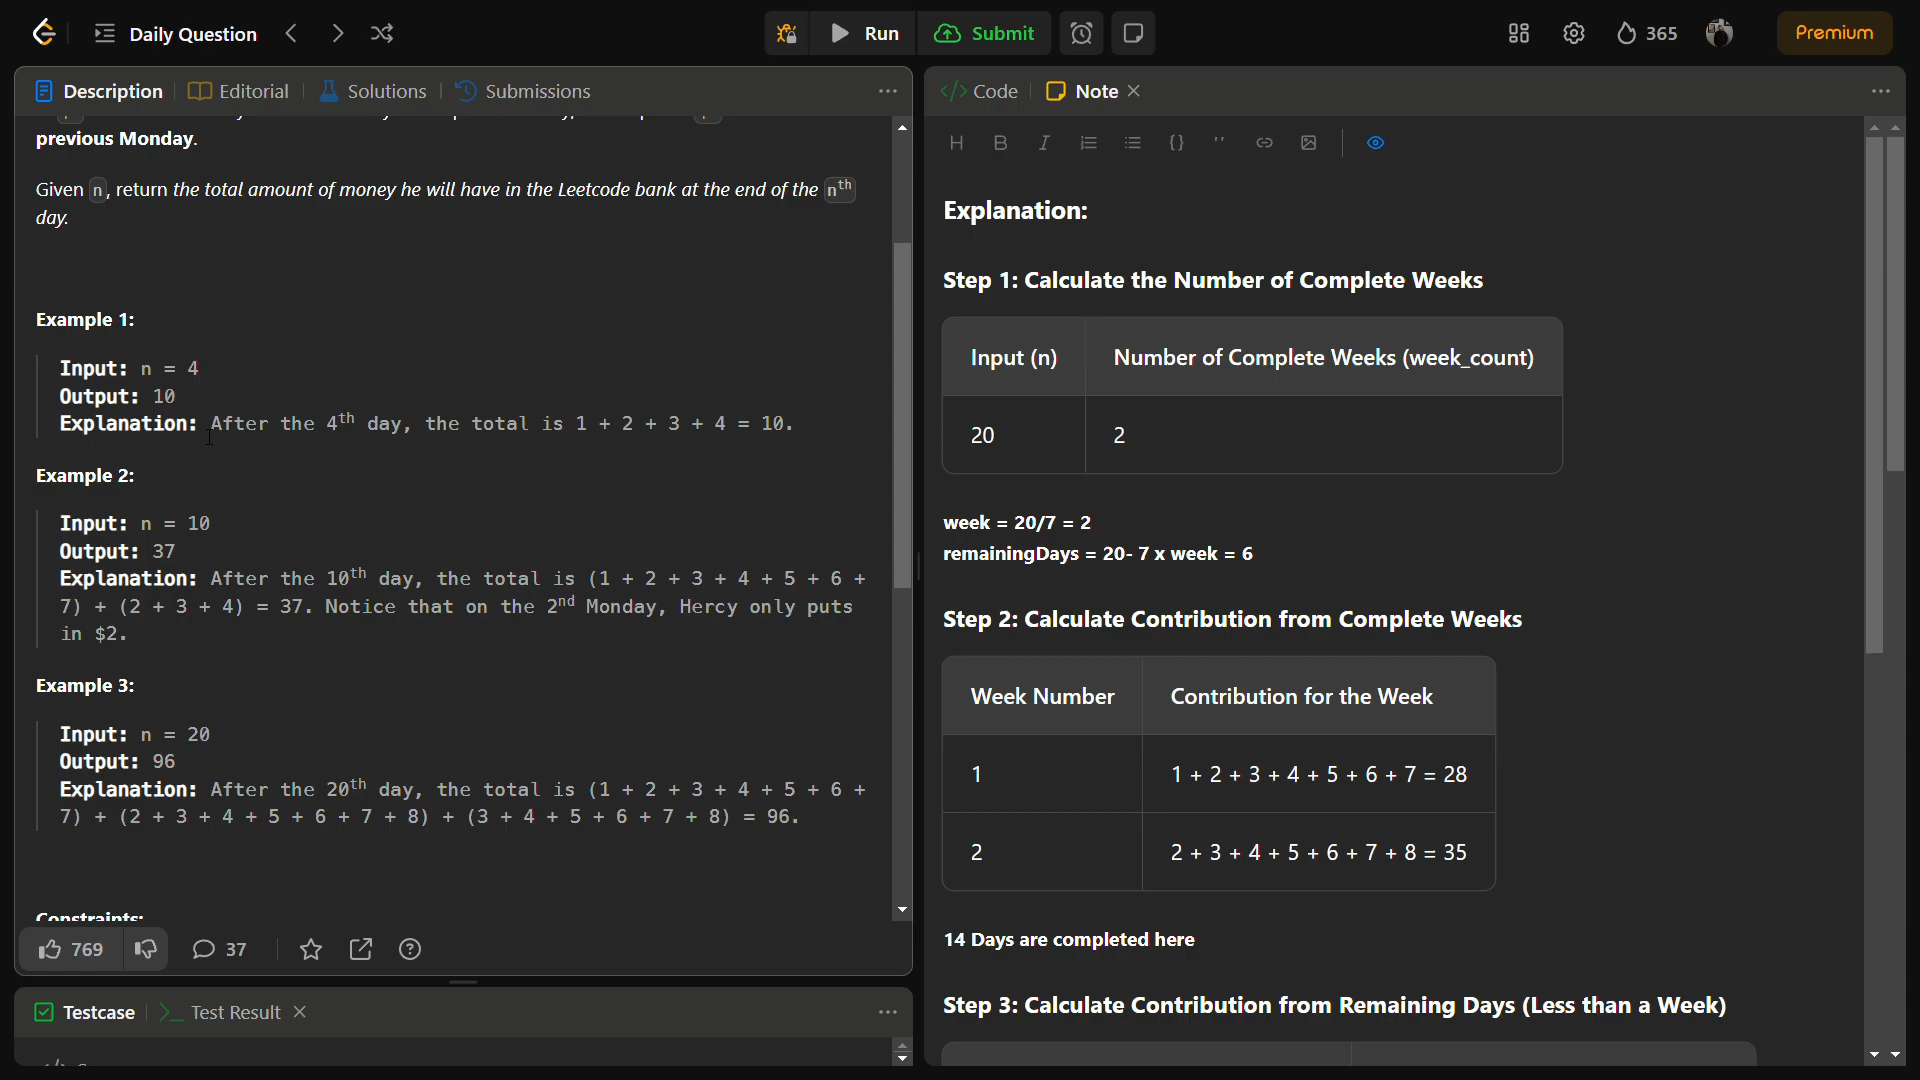 Daily Question
Run
Submit
365
Premium
Description
Editorial
Solutions
Submissions
previous Monday.
Given n, return the total amount of money he will have in the Leetcode bank at the end of the nth
day.
Example 1:
Input: n = 4
Output: 10
Explanation: After the 4th day, the total is 1 + 2 + 3 + 4 = 10.
Example 2:
Input: n = 10
Output: 37
Explanation: After the 10th day, the total is (1 + 2 + 3 + 4 + 5 + 6 +
7) + (2 + 3 + 4) = 37. Notice that on the 2nd Monday, Hercy only puts
in $2.
Example 3:
Input: n = 20
Output: 96
Explanation: After the 20th day, the total is (1 + 2 + 3 + 4 + 5 + 6 +
7) + (2 + 3 + 4 + 5 + 6 + 7 + 8) + (3 + 4 + 5 + 6 + 7 + 8) = 96.
Constraints:
769
37
Testcase
Test Result
Code
Note
Explanation:
Step 1: Calculate the Number of Complete Weeks
Input (n) Number of Complete Weeks (week_count)
20 2
week = 20/7 = 2
remainingDays = 20- 7 x week = 6
Step 2: Calculate Contribution from Complete Weeks
Week Number Contribution for the Week
1 1 + 2 + 3 + 4 + 5 + 6 + 7 = 28
2 2 + 3 + 4 + 5 + 6 + 7 + 8 = 35
14 Days are completed here
Step 3: Calculate Contribution from Remaining Days (Less than a Week)